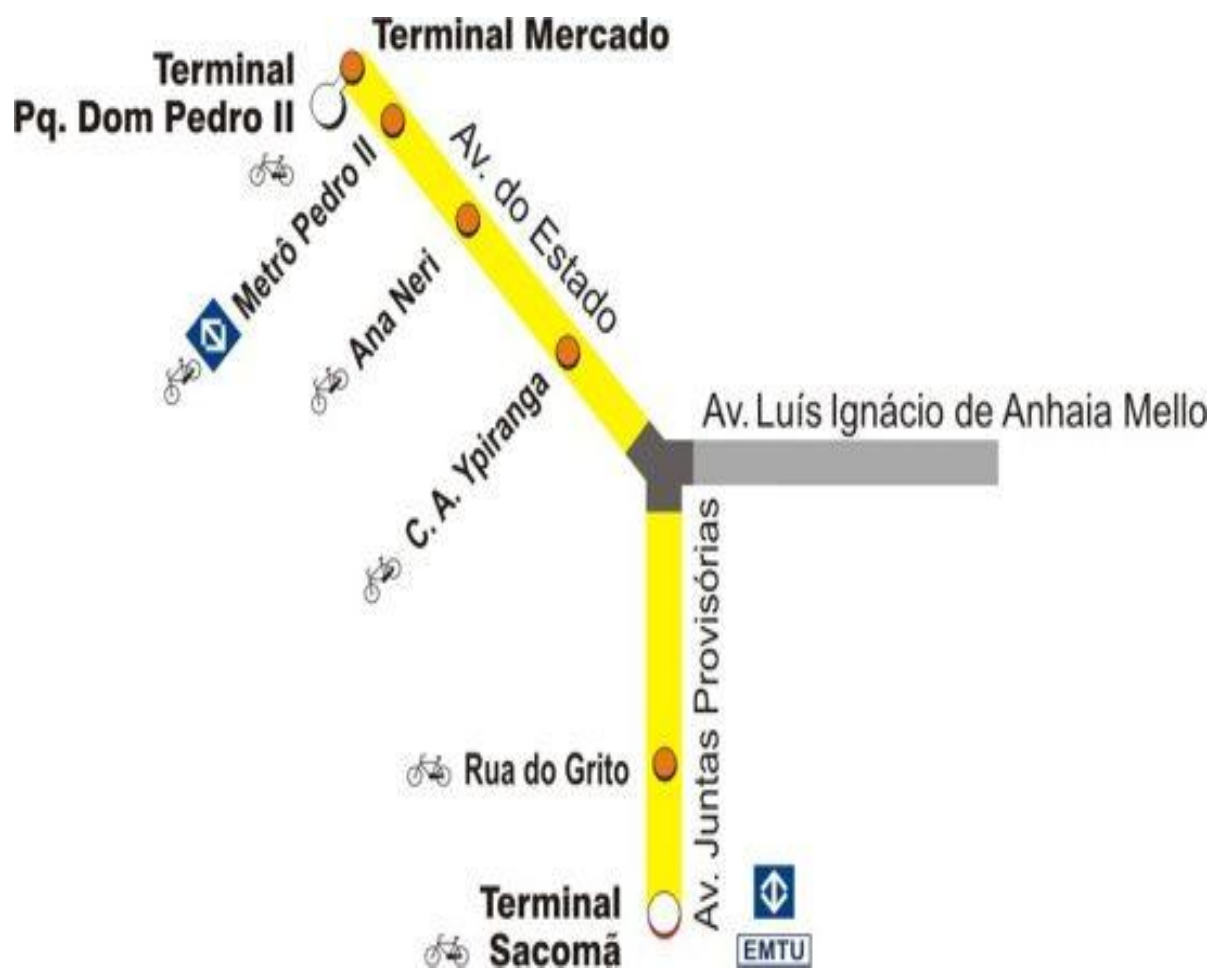 Terminal Mercado
Terminal
Pq. Dom Pedro II
Av. do Estado
Metrô Pedro II
Ana Neri
C. A. Ypiranga
Av. Luís Ignácio de Anhaia Mello
Av. Juntas Provisórias
Rua do Grito
Terminal
Sacomã
EMTU